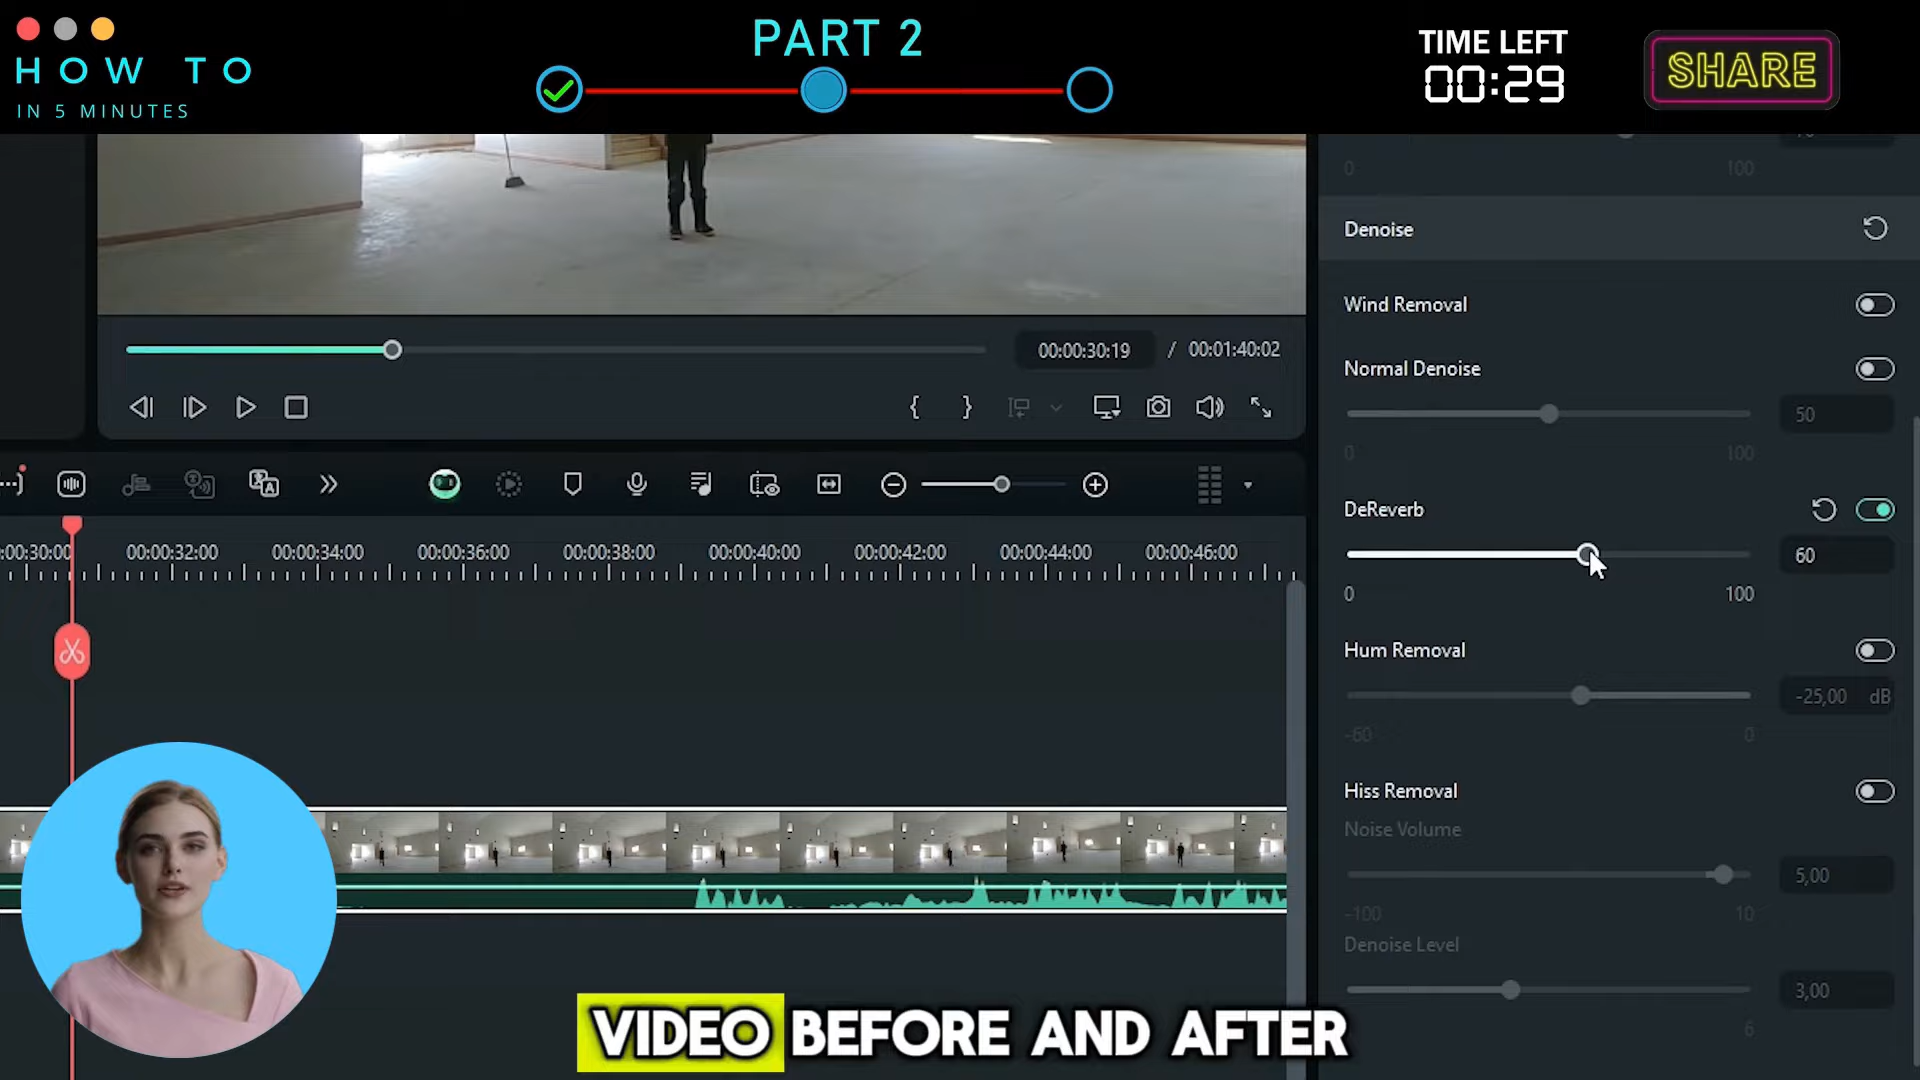 HOW TO
IN 5 MINUTES
PART 2
TIME LEFT
00:29
SHARE
0 100
Denoise
Wind Removal
Normal Denoise
50
0 100
DeReverb
60
0 100
Hum Removal
-25,00 dB
-60 0
Hiss Removal
Noise Volume
5,00
-100 10
Denoise Level
3,00
6
00:00:30:19 / 00:01:40:02
:00:30:00 00:00:32:00 00:00:34:00 00:00:36:00 00:00:38:00 00:00:40:00 00:00:42:00 00:00:44:00 00:00:46:00
VIDEO BEFORE AND AFTER